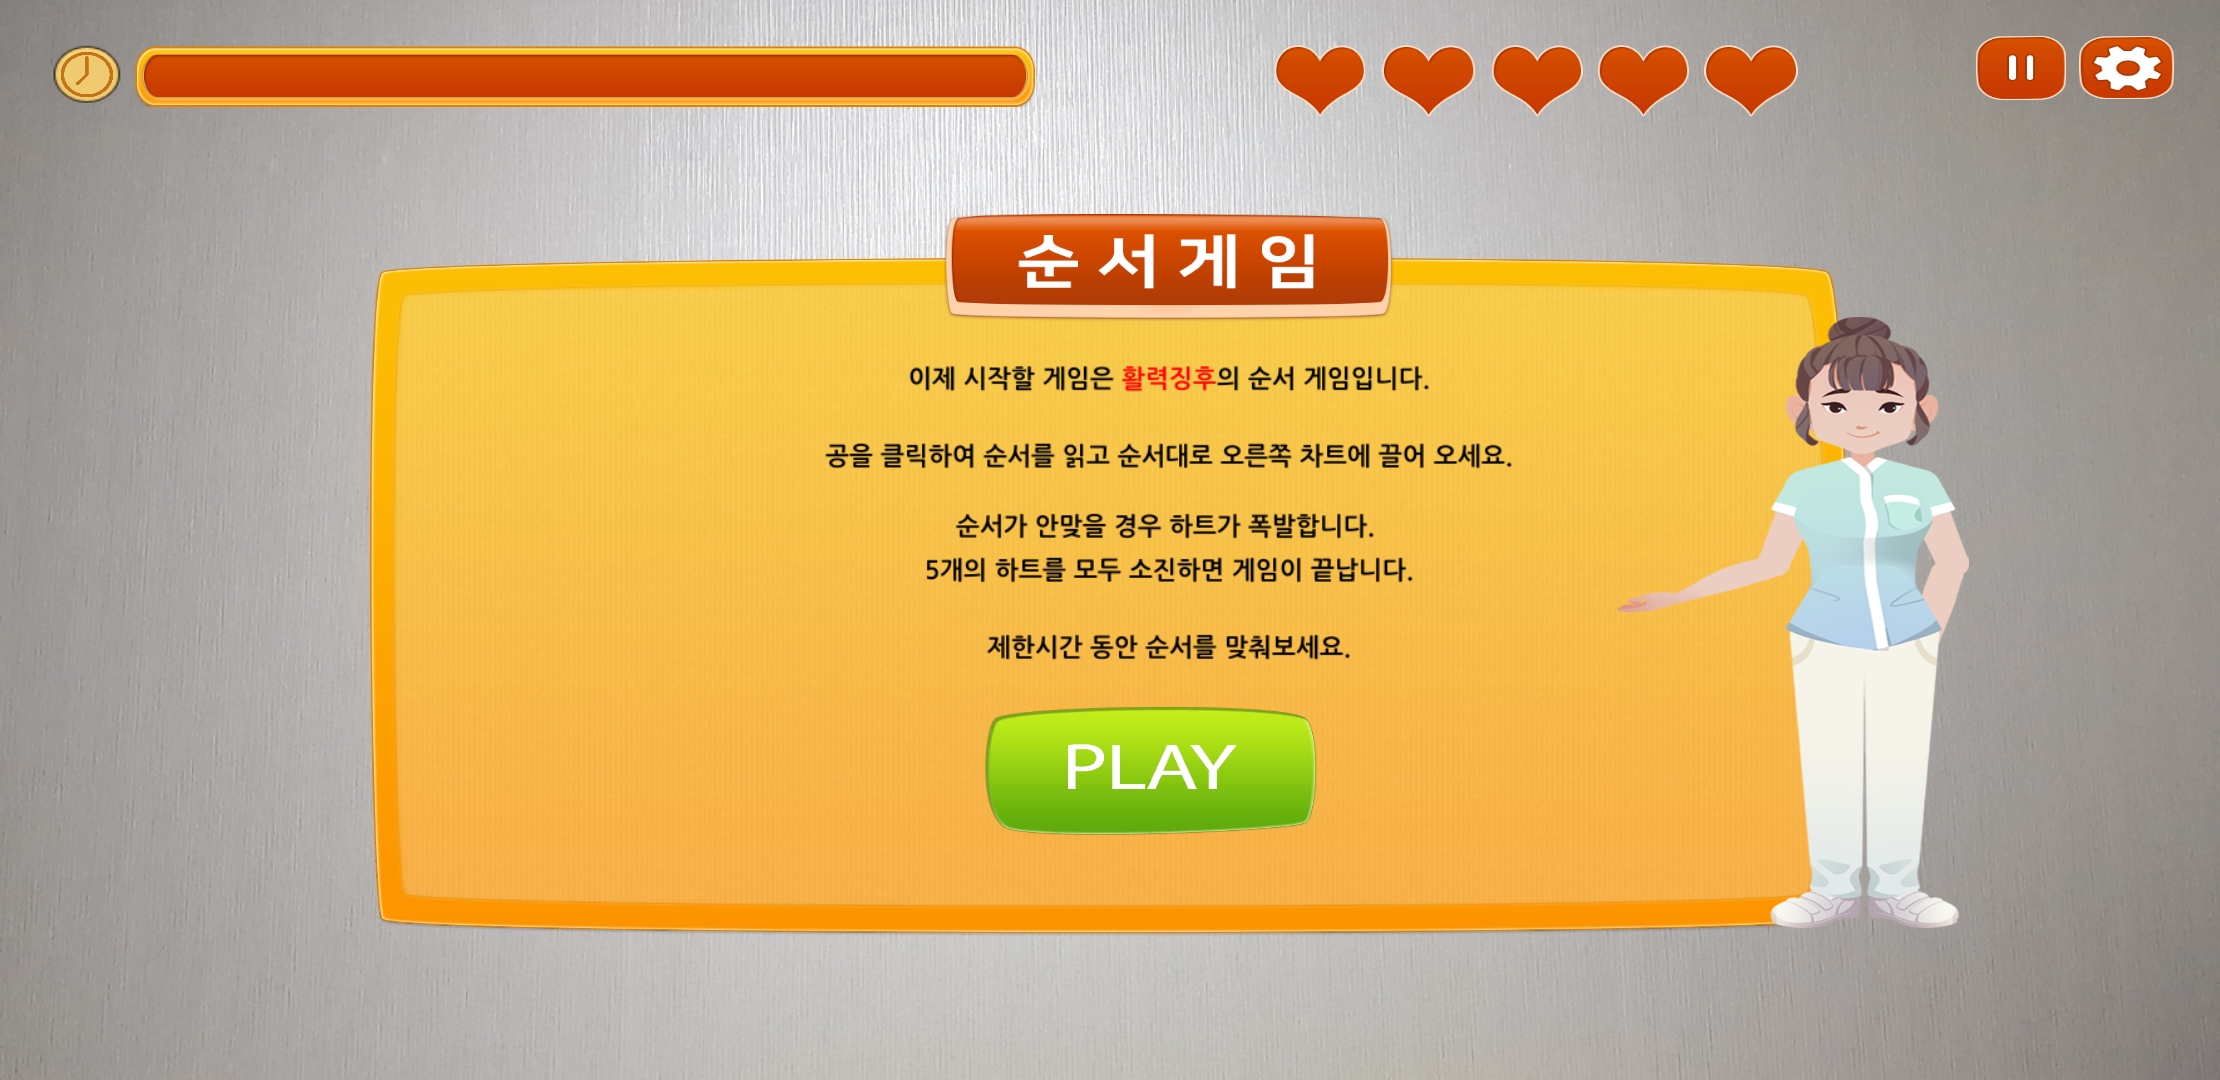 순서게임
이제 시작할 게임은 활력징후의 순서 게임입니다.
공을 클릭하여 순서를 읽고 순서대로 오른쪽 차트에 끌어 오세요.
순서가 안맞을 경우 하트가 폭발합니다.
5개의 하트를 모두 소진하면 게임이 끝납니다.
제한시간 동안 순서를 맞춰보세요.
PLAY